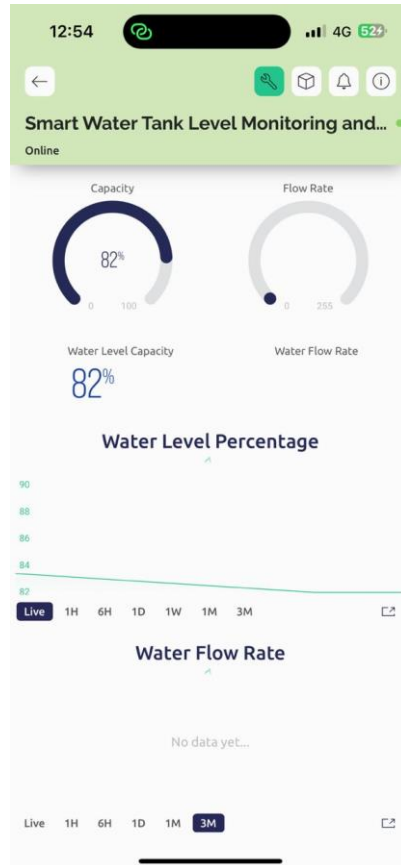 12:54 4G 52
Smart Water Tank Level Monitoring and...
Online
Capacity Flow Rate
82%
0 100 0 255
Water Level Capacity Water Flow Rate
82%
Water Level Percentage
90
88
86
84
82
Live 1H 6H 1D 1W 1M 3M
Water Flow Rate
No data yet...
Live 1H 6H 1D 1M 3M